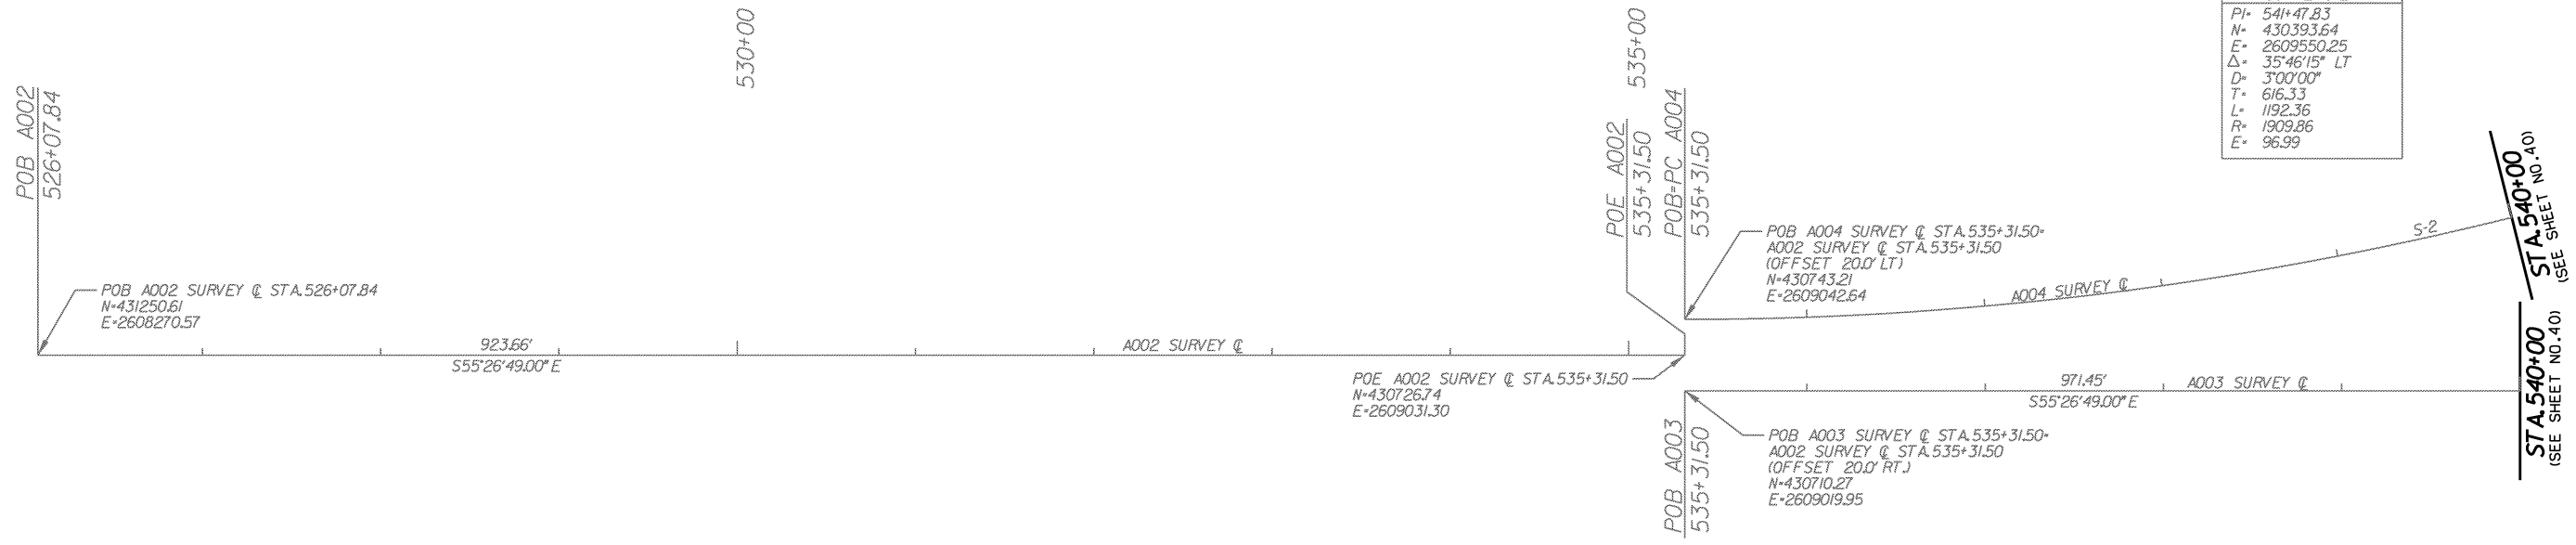 POB A002
526+07.84
POB A002 SURVEY ℄ STA. 526+07.84
N=431250.61
E=2608270.57
923.66'
S55°26'49.00" E
530+00
A002 SURVEY ℄
535+00
POE A002
535+31.50
POB=PC A004
535+31.50
POE A002 SURVEY ℄ STA. 535+31.50
N=430726.74
E=2609031.30
POB A004 SURVEY ℄ STA. 535+31.50=
A002 SURVEY ℄ STA. 535+31.50
(OFFSET 20.0' LT)
N=430743.21
E=2609042.64
A004 SURVEY ℄
S-2
POB A003
535+31.50
POB A003 SURVEY ℄ STA. 535+31.50=
A002 SURVEY ℄ STA. 535+31.50
(OFFSET 20.0' RT.)
N=430710.27
E=2609019.95
971.45'
S55°26'49.00" E
A003 SURVEY ℄
PI= 541+47.83
N= 430393.64
E= 2609550.25
Δ= 35°46'15" LT
D= 3°00'00"
T= 616.33
L= 1192.36
R= 1909.86
E= 96.99
STA. 540+00
(SEE SHEET NO. 40)
STA. 540+00
(SEE SHEET NO. 40)